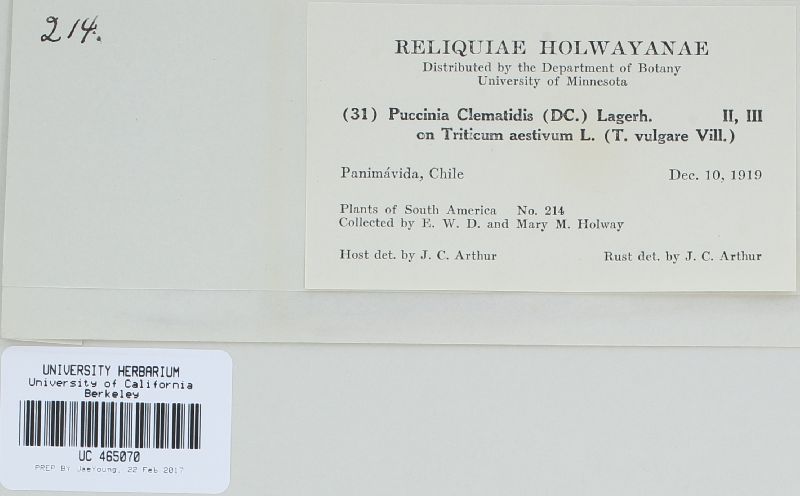 214.
RELIQUIAE HOLWAYANAE
Distributed by the Department of Botany
University of Minnesota
(31) Puccinia Clematidis (DC.) Lagerh. II, III
on Triticum aestivum L. (T. vulgare Vill.)
Panimávida, Chile Dec. 10, 1919
Plants of South America No. 214
Collected by E. W. D. and Mary M. Holway
Host det. by J. C. Arthur Rust det. by J. C. Arthur
UNIVERSITY HERBARIUM
University of California
Berkeley
UC 465070
PREP BY JaeYoung, 22 Feb 2017